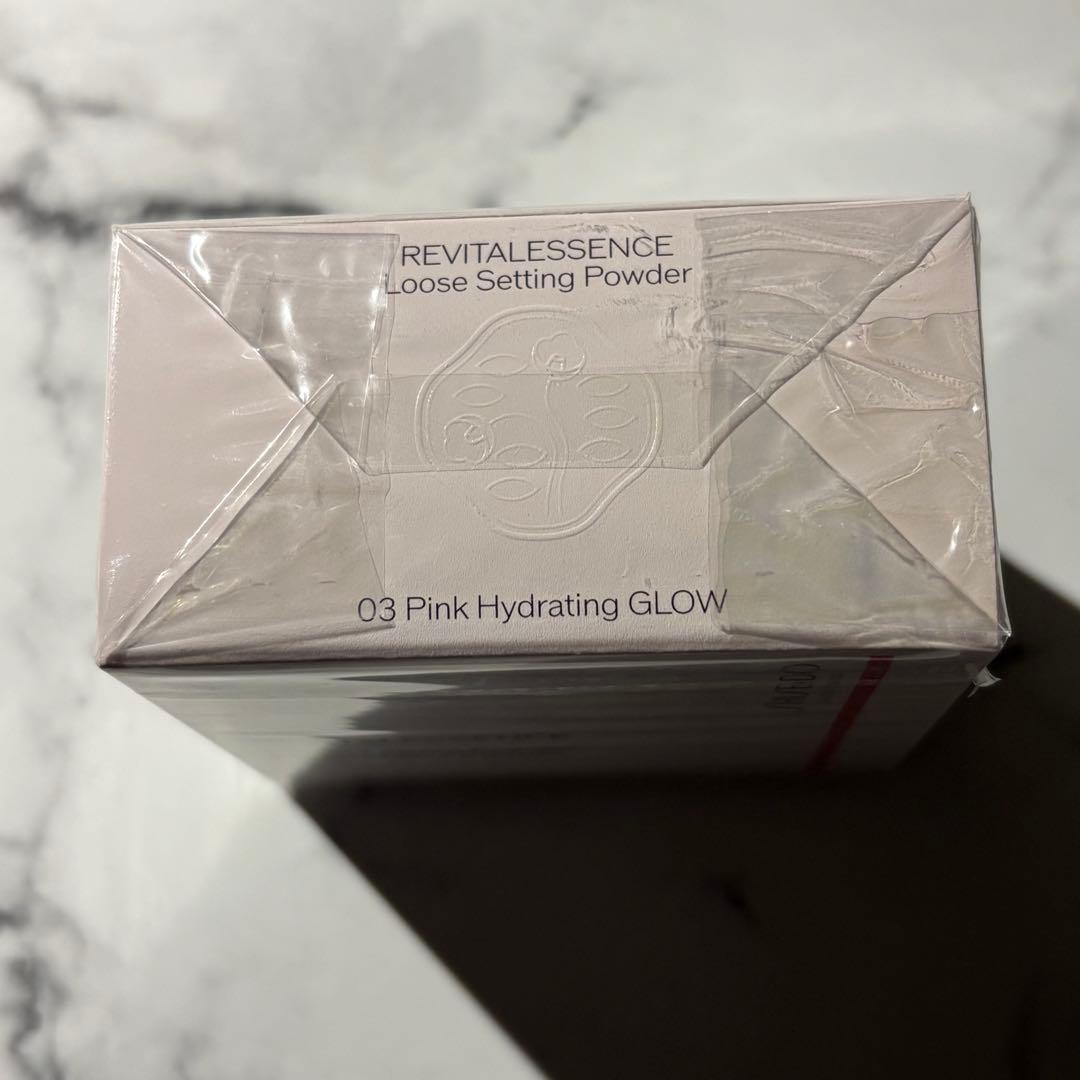 REVITALESSENCE
Loose Setting Powder
03 Pink Hydrating GLOW